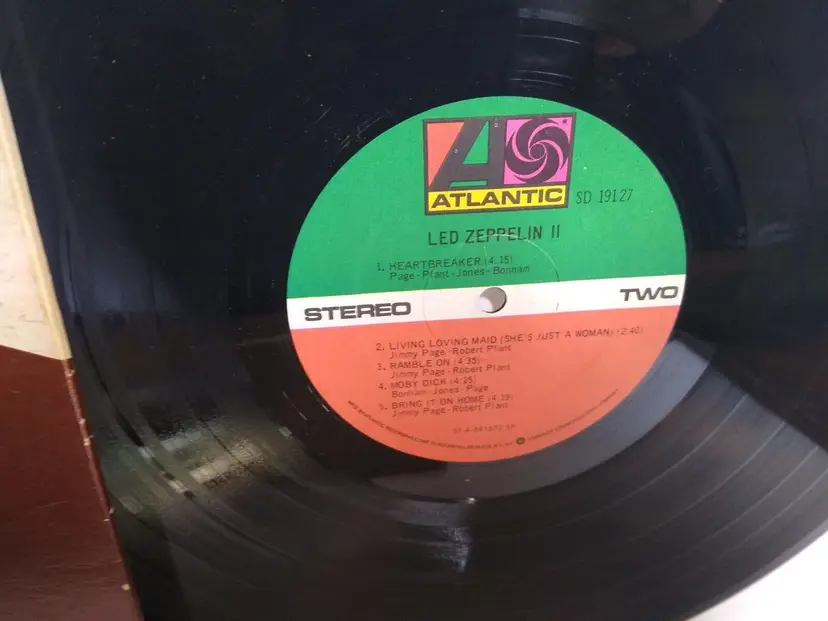 ATLANTIC
SD 19127
LED ZEPPELIN II
1. HEARTBREAKER (4:15)
Page-Plant-Jones-Bonham
STEREO
TWO
2. LIVING LOVING MAID (SHE'S JUST A WOMAN) (2:40)
Jimmy Page-Robert Plant
3. RAMBLE ON (4:35)
Jimmy Page-Robert Plant
4. MOBY DICK (4:25)
Bonham-Jones-Page
5. BRING IT ON HOME (4:19)
Jimmy Page-Robert Plant